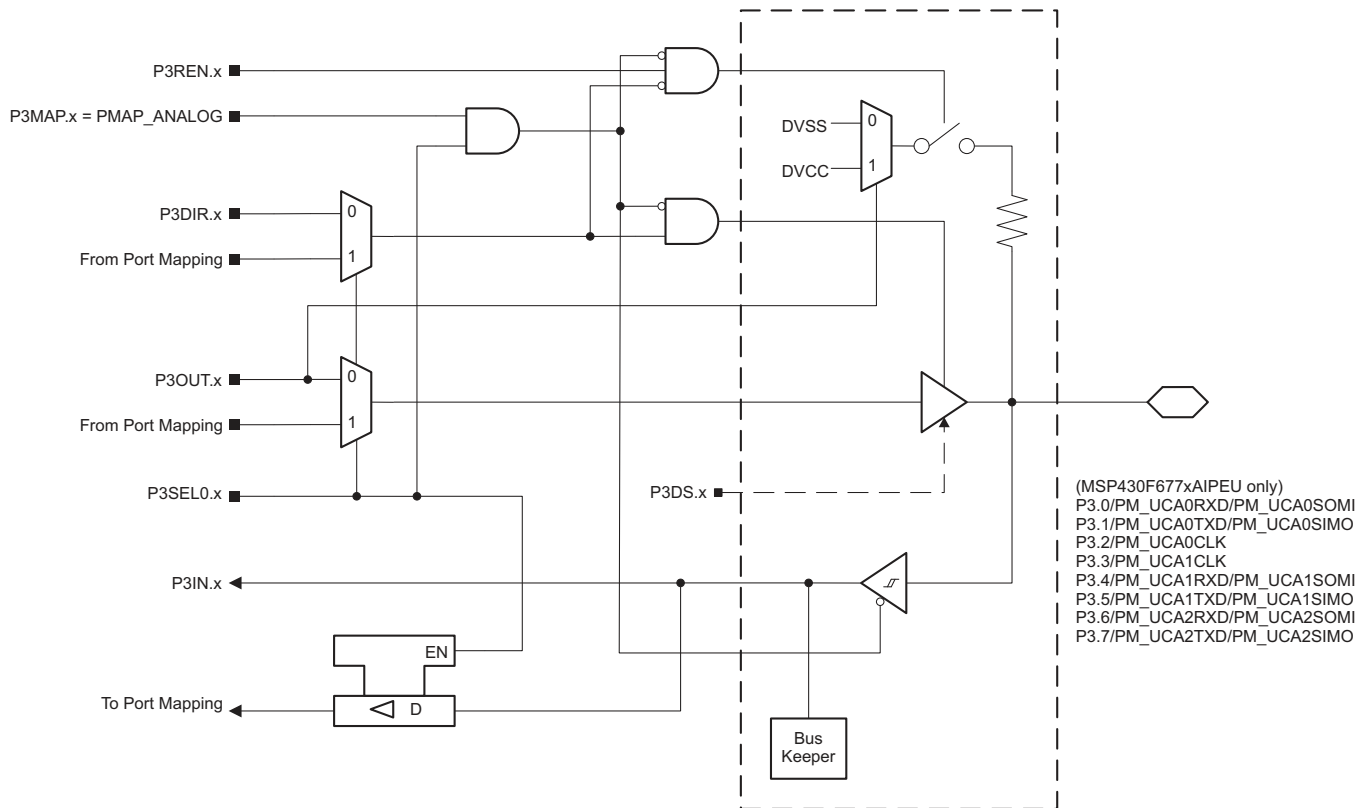 P3REN.x
P3MAP.x = PMAP_ANALOG
DVSS
0
DVCC
1
P3DIR.x
0
From Port Mapping
1
P3OUT.x
0
From Port Mapping
1
P3SEL0.x
P3DS.x
(MSP430F677xAIPEU only)
P3.0/PM_UCA0RXD/PM_UCA0SOMI
P3.1/PM_UCA0TXD/PM_UCA0SIMO
P3.2/PM_UCA0CLK
P3.3/PM_UCA1CLK
P3.4/PM_UCA1RXD/PM_UCA1SOMI
P3.5/PM_UCA1TXD/PM_UCA1SIMO
P3.6/PM_UCA2RXD/PM_UCA2SOMI
P3.7/PM_UCA2TXD/PM_UCA2SIMO
P3IN.x
EN
To Port Mapping
D
Bus
Keeper